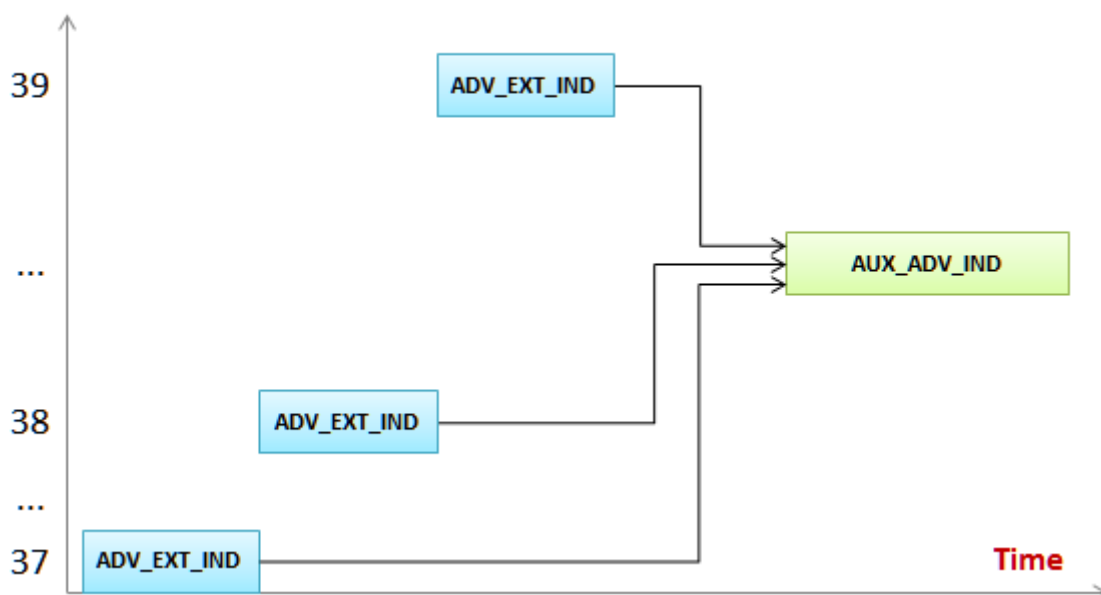 39
ADV_EXT_IND
...
AUX_ADV_IND
38
ADV_EXT_IND
...
37
ADV_EXT_IND
Time